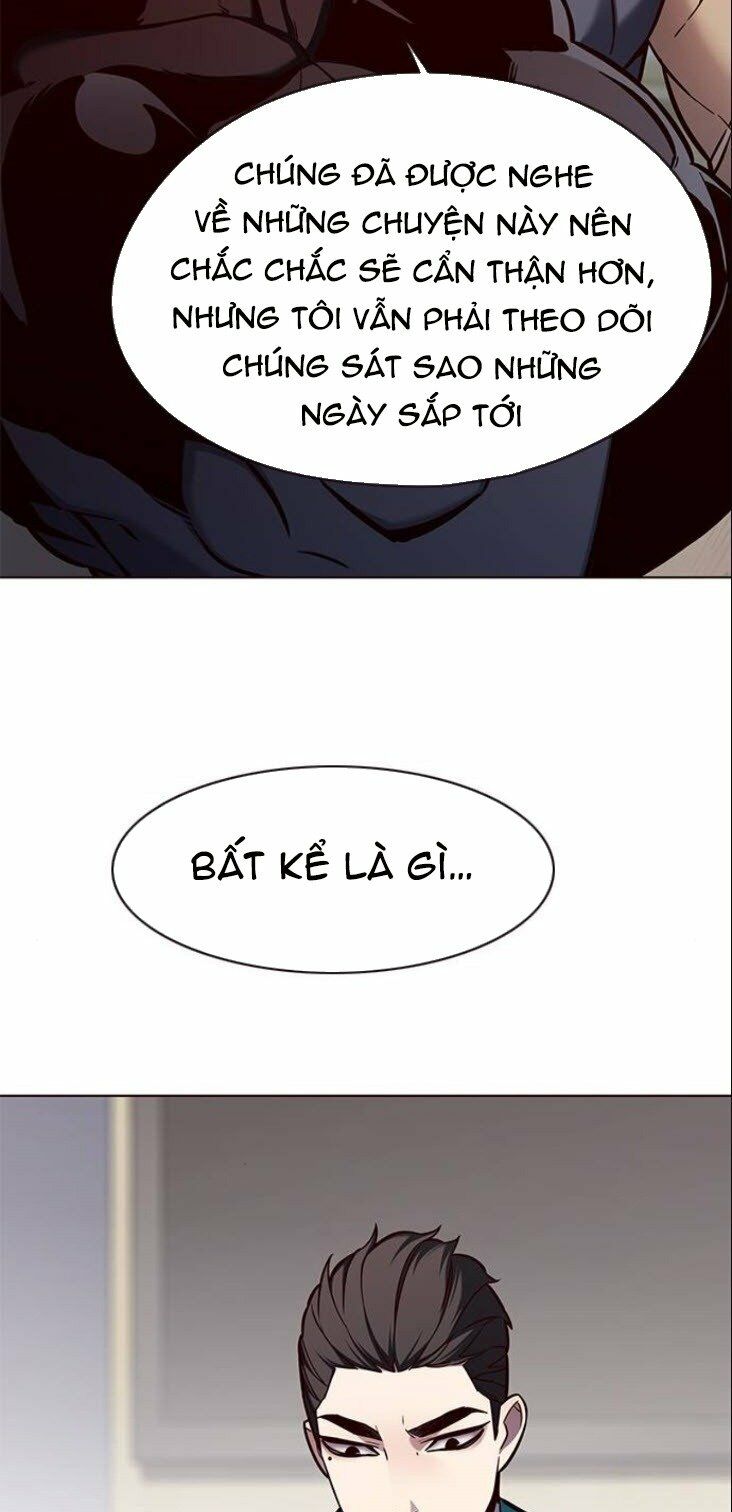 CHÚNG ĐÃ ĐƯỢC NGHE
VỀ NHỮNG CHUYỆN NÀY NÊN
CHẮC CHẮC SẼ CẨN THẬN HƠN,
NHƯNG TÔI VẪN PHẢI THEO DÕI
CHÚNG SÁT SAO NHỮNG
NGÀY SẮP TỚI
BẤT KỂ LÀ GÌ...